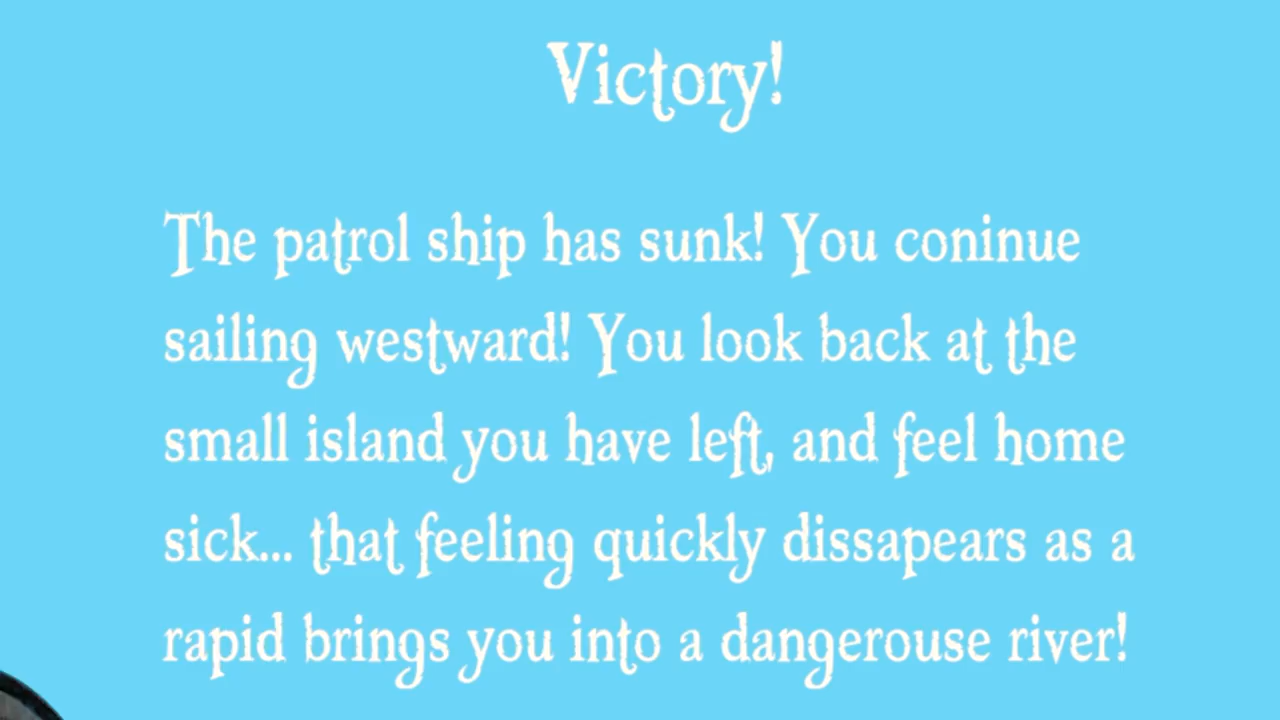 Victory!
The patrol ship has sunk! You coninue
sailing westward! You look back at the
small island you have left, and feel home
sick... that feeling quickly dissapears as a
rapid brings you into a dangerouse river!